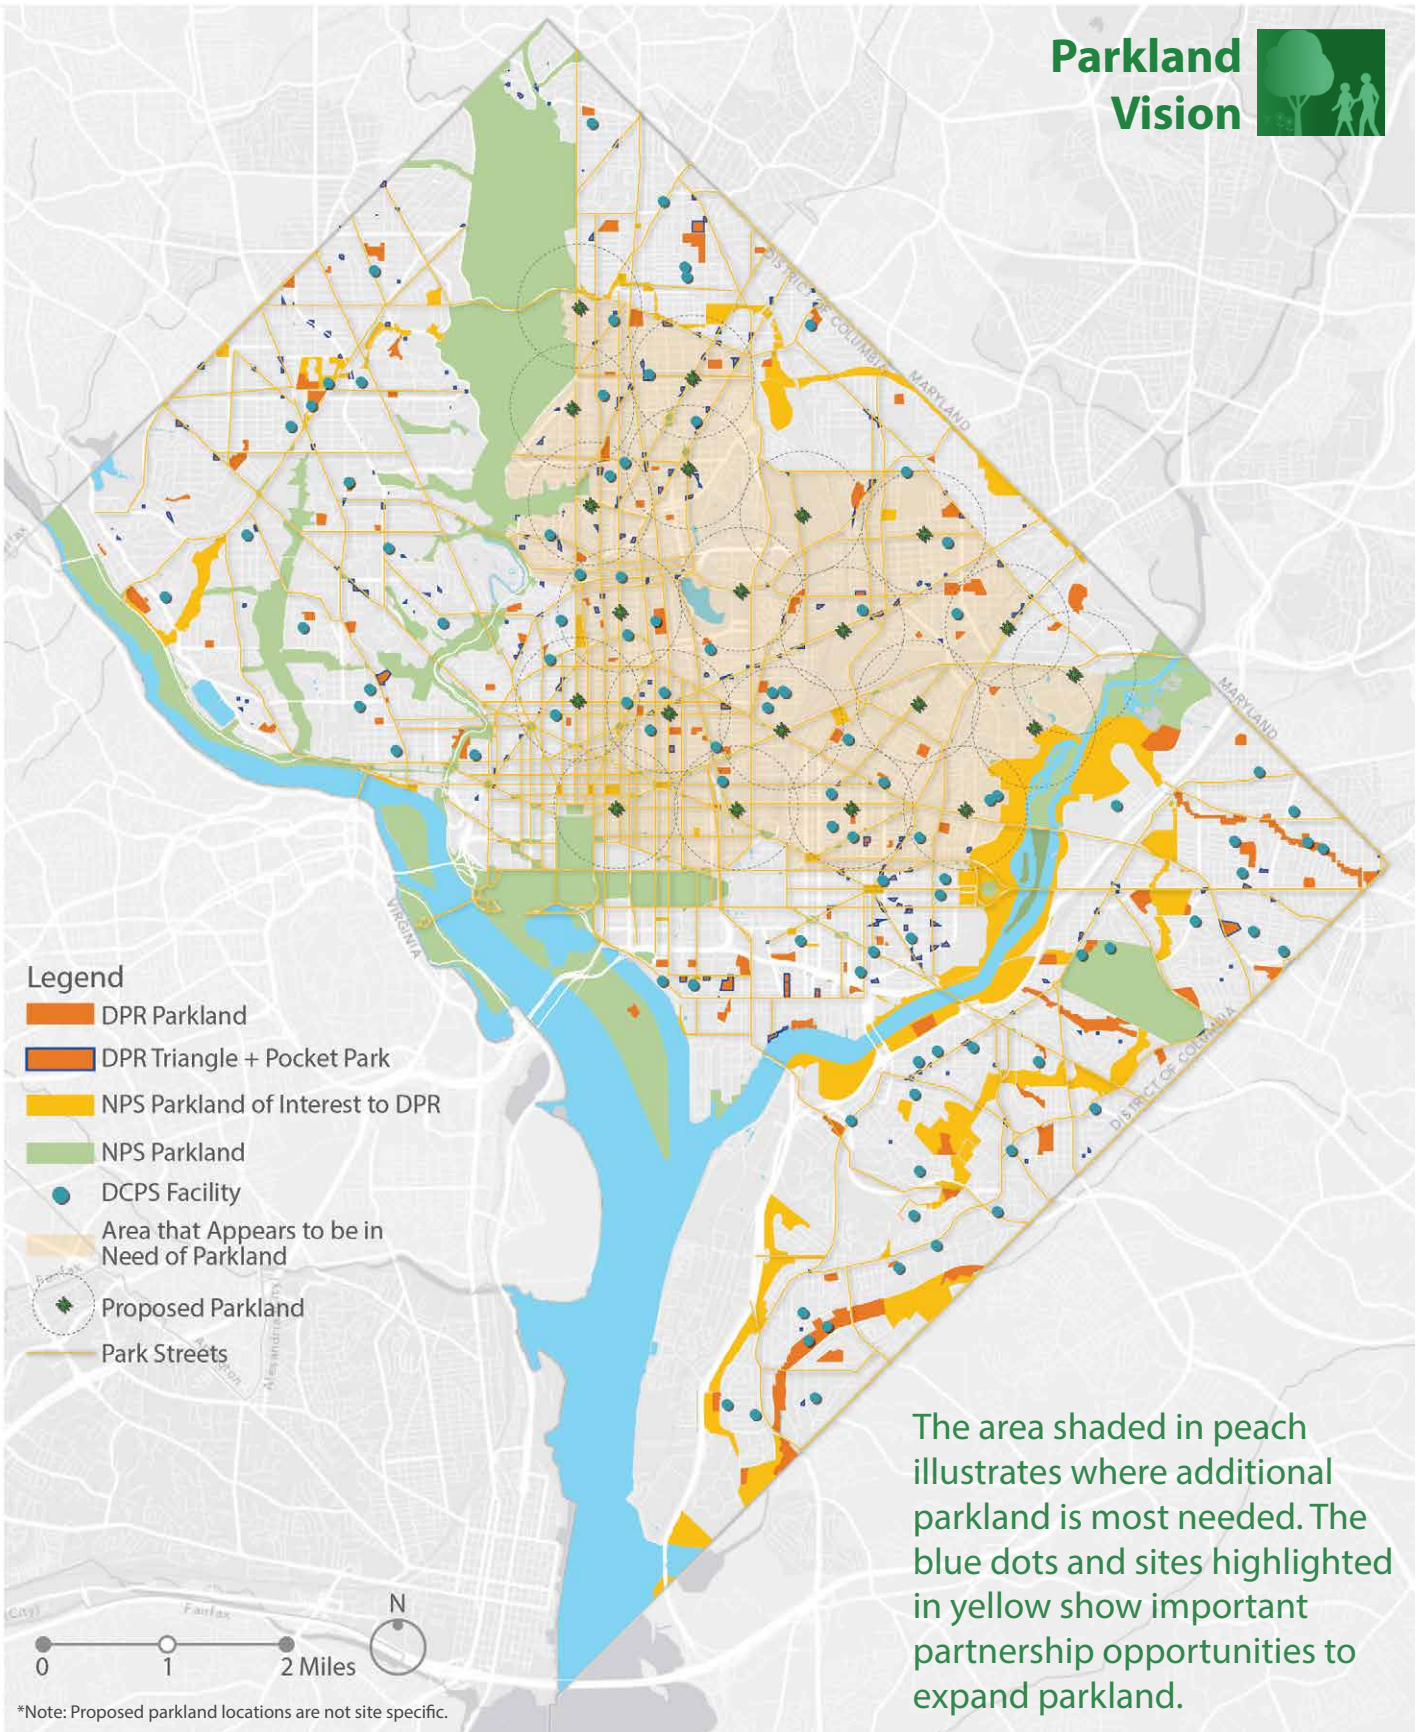 Parkland
Vision
DISTRICT OF COLUMBIA
MARYLAND
MARYLAND
VIRGINIA
DISTRICT OF COLUMBIA
Legend
DPR Parkland
DPR Triangle + Pocket Park
NPS Parkland of Interest to DPR
NPS Parkland
DCPS Facility
Area that Appears to be in
Need of Parkland
Fairfax
Proposed Parkland
Park Streets
The area shaded in peach
illustrates where additional
parkland is most needed. The
blue dots and sites highlighted
in yellow show important
partnership opportunities to
expand parkland.
Fairfax
N
0 1 2 Miles
*Note: Proposed parkland locations are not site specific.